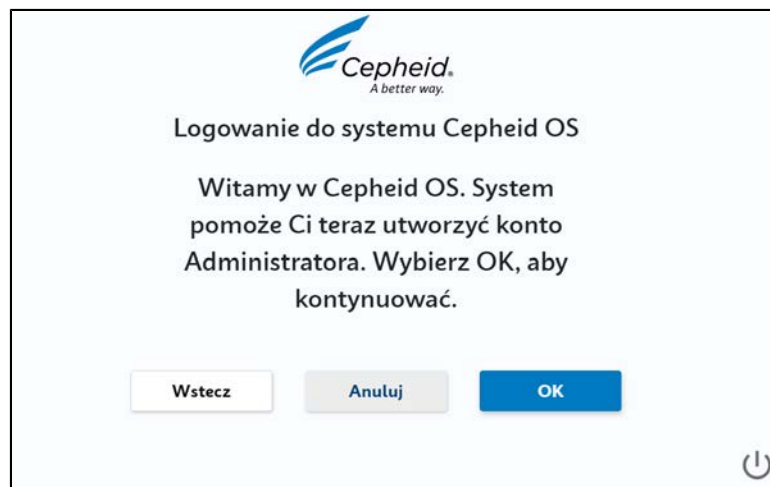 Cepheid®
A better way.
Logowanie do systemu Cepheid OS
Witamy w Cepheid OS. System
pomoże Ci teraz utworzyć konto
Administratora. Wybierz OK, aby
kontynuować.
Wstecz Anuluj OK